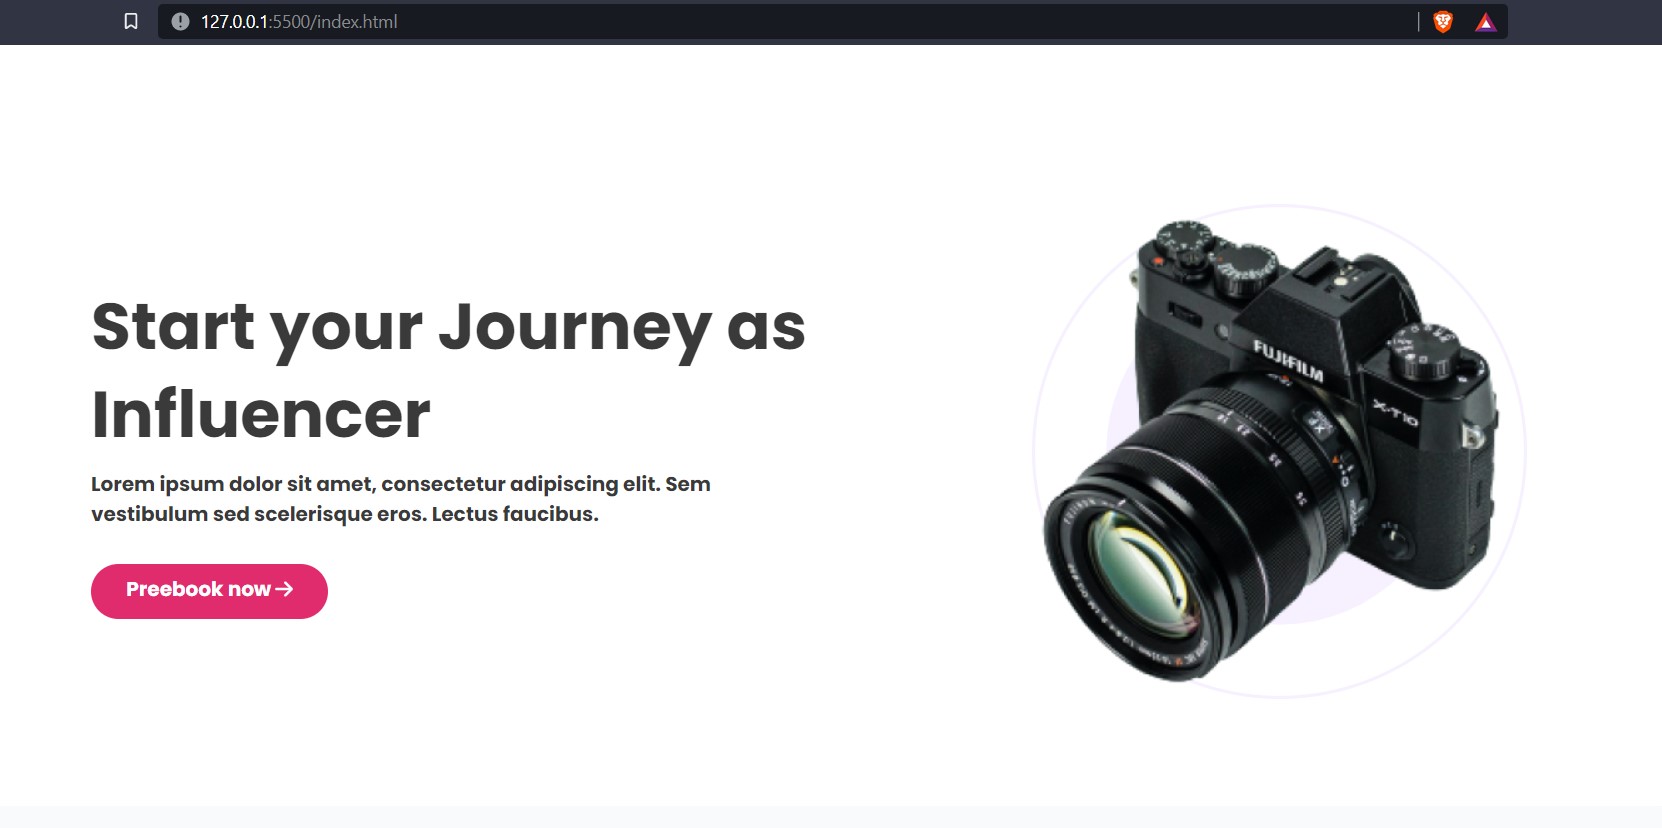 127.0.0.1:5500/index.html
Start your Journey as
Influencer
Lorem ipsum dolor sit amet, consectetur adipiscing elit. Sem
vestibulum sed scelerisque eros. Lectus faucibus.
Preebook now →
FUJIFILM
X-T10